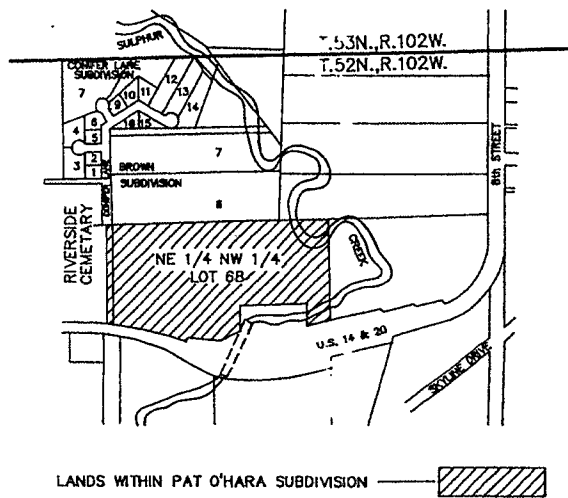 SULPHUR
T.53N.,R.102W.
T.52N.,R.102W.
CONIFER LANE
SUBDIVISION
7
12
11
10
9
13
14
16
15
4
6
5
3
2
1
CONIFER LANE
8th STREET
7
BROWN
SUBDIVISION
8
RIVERSIDE
CEMETARY
NE 1/4 NW 1/4
LOT 68
CREEK
U.S. 14 & 20
SKYLINE DRIVE
LANDS WITHIN PAT O'HARA SUBDIVISION